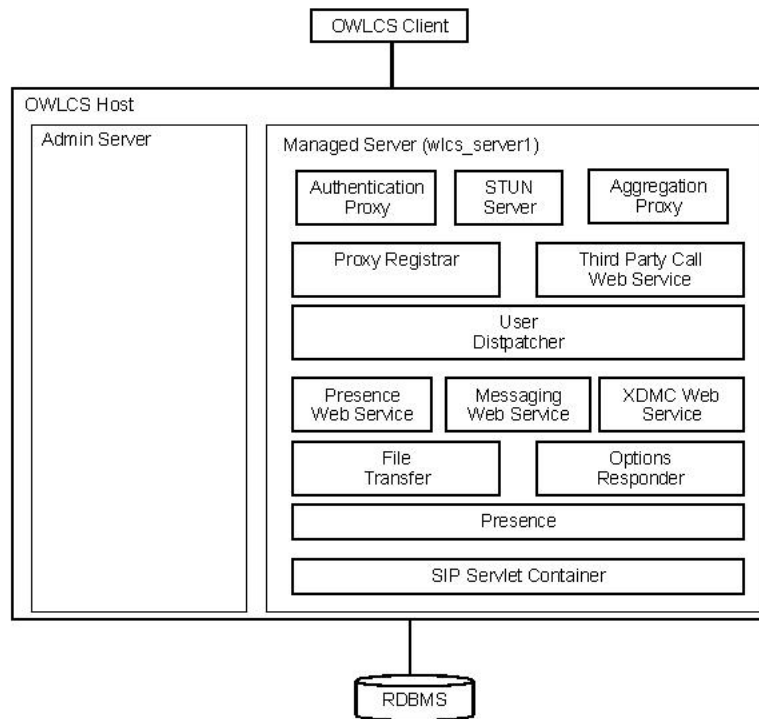 OWLCS Client
OWLCS Host
Admin Server
Managed Server (wlcs_server1)
Authentication
Proxy
STUN
Server
Aggregation
Proxy
Proxy Registrar
Third Party Call
Web Service
User
Distpatcher
Presence
Web Service
Messaging
Web Service
XDMC Web
Service
File
Transfer
Options
Responder
Presence
SIP Servlet Container
RDBMS